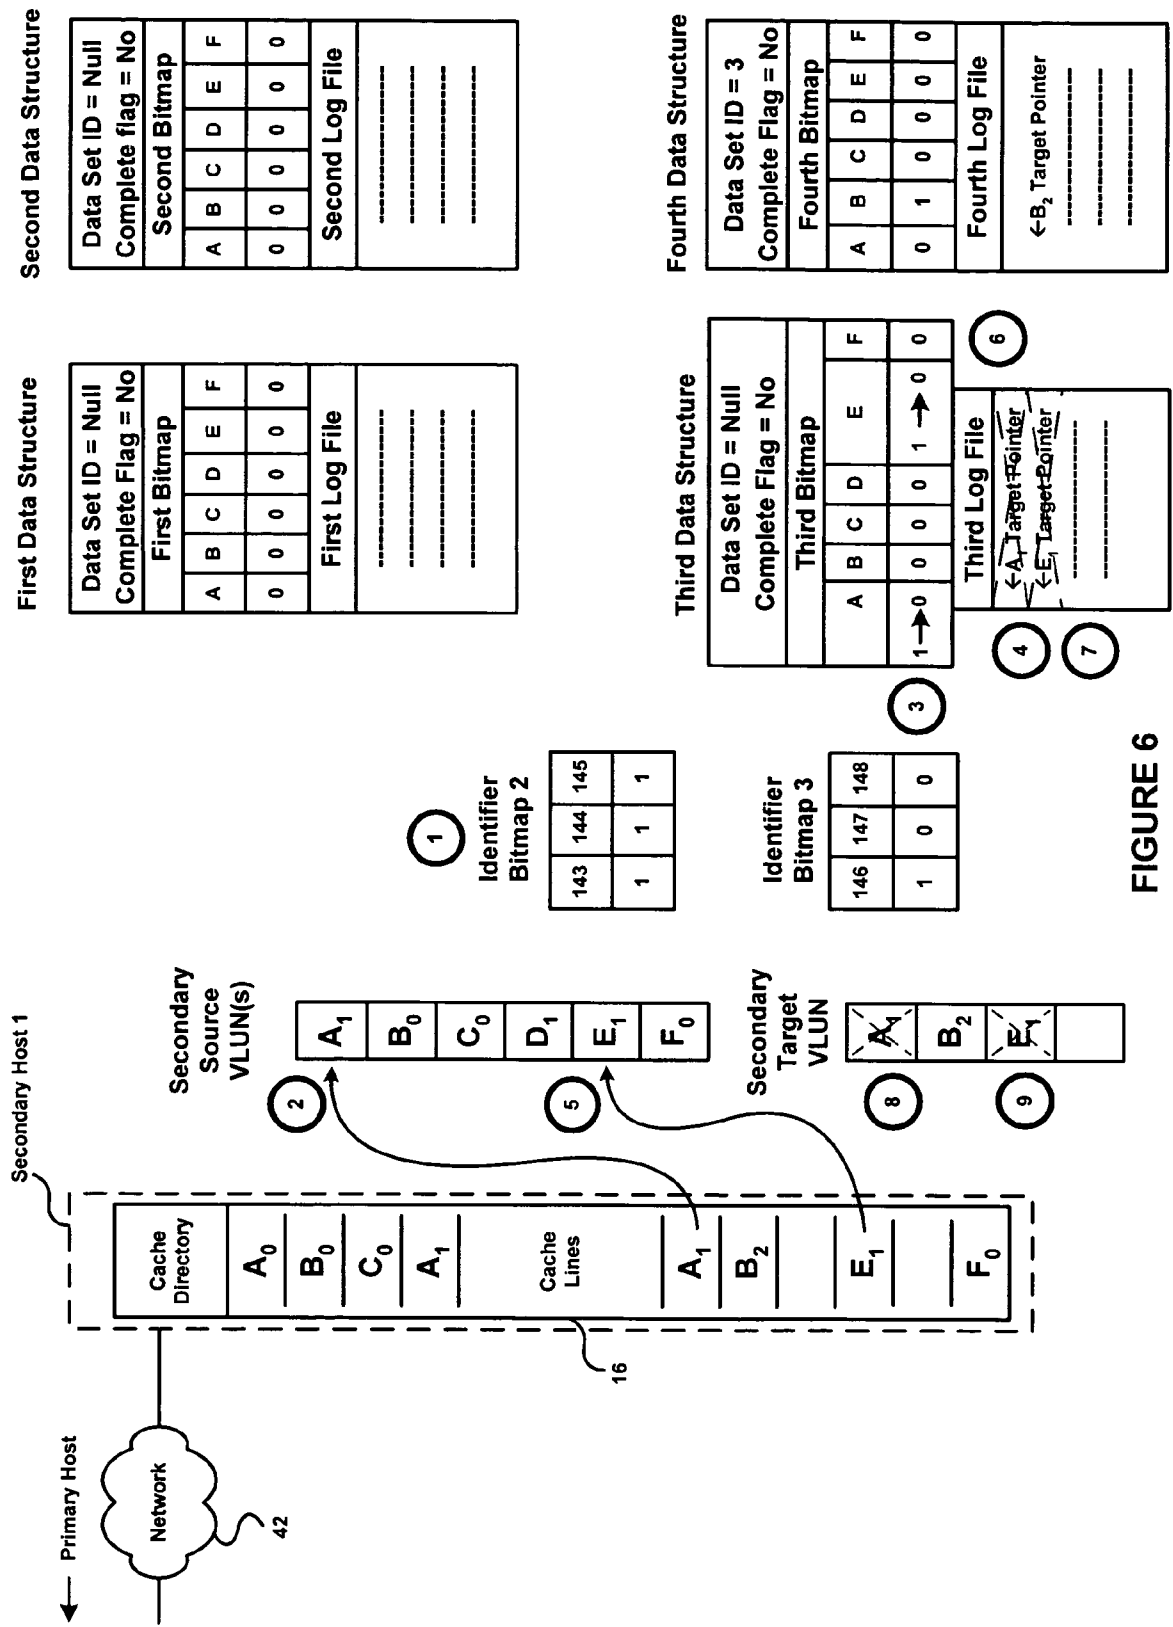 Primary Host
Network
42
Secondary Host 1
Cache
Directory
A0
B0
C0
A1
Cache
Lines
A1
B2
E1
F0
16
Secondary
Source
VLUN(s)
2
A1
B0
C0
D1
E1
F0
5
Secondary
Target
VLUN
A1
B2
E1
8
9
1
Identifier
Bitmap 2
143 144 145
1 1 1
Identifier
Bitmap 3
146 147 148
1 0 0
First Data Structure
Data Set ID = Null
Complete Flag = No
First Bitmap
A B C D E F
0 0 0 0 0 0
First Log File
Second Data Structure
Data Set ID = Null
Complete flag = No
Second Bitmap
A B C D E F
0 0 0 0 0 0
Second Log File
Third Data Structure
Data Set ID = Null
Complete Flag = No
Third Bitmap
A B C D E F
1→0 0 0 0 1→0 0
3
6
Third Log File
←A1 Target Pointer
←E1 Target Pointer
4
7
Fourth Data Structure
Data Set ID = 3
Complete Flag = No
Fourth Bitmap
A B C D E F
0 1 0 0 0 0
Fourth Log File
←B2 Target Pointer
FIGURE 6